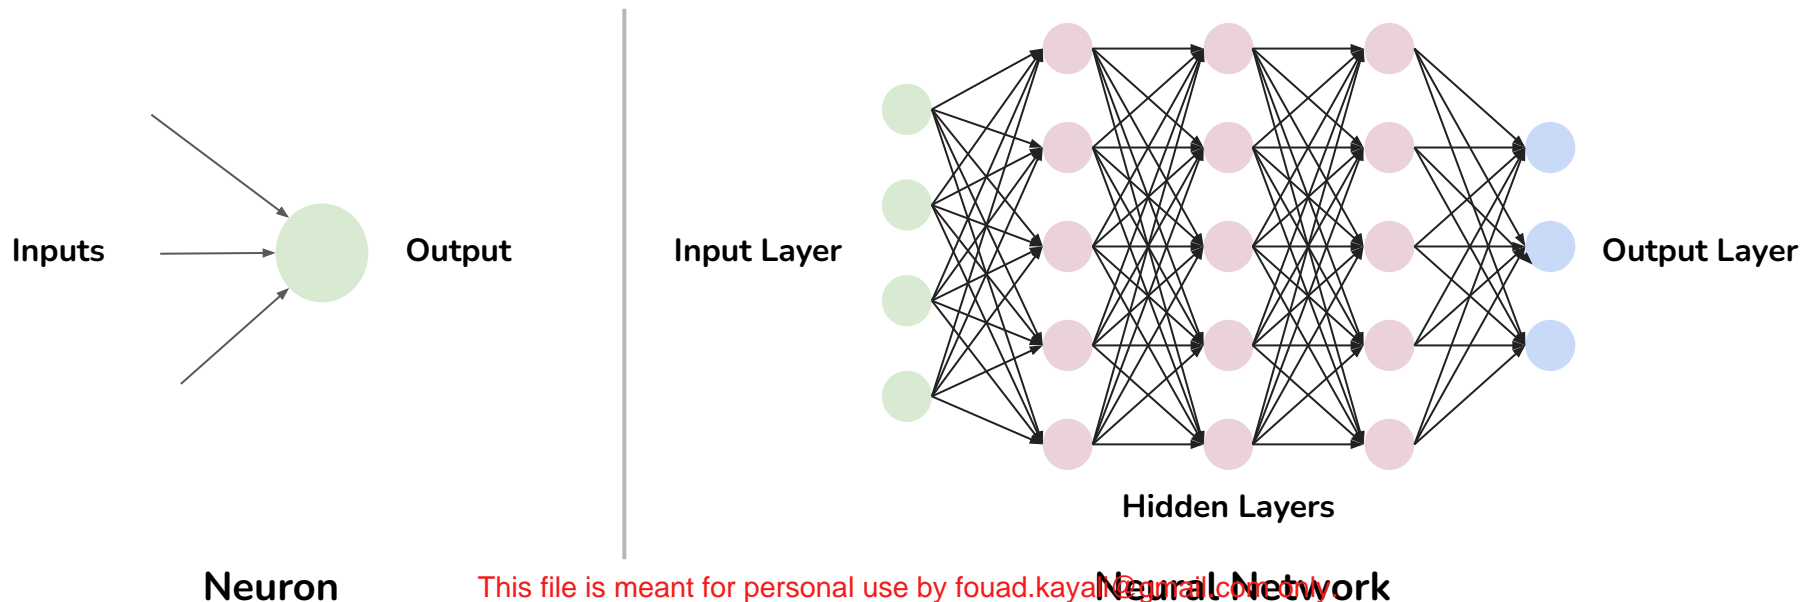 Inputs
Output
Input Layer
Output Layer
Hidden Layers
Neuron
This file is meant for personal use by fouad.kayali@gmail.com only.
Neural Network